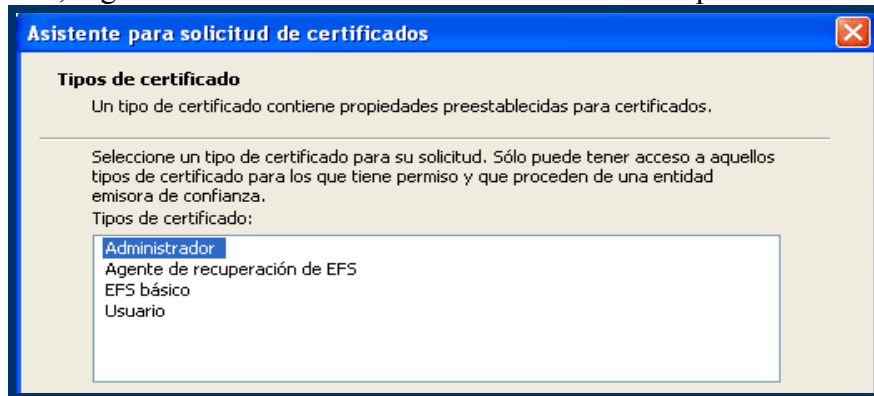 Asistente para solicitud de certificados
Tipos de certificado
Un tipo de certificado contiene propiedades preestablecidas para certificados.
Seleccione un tipo de certificado para su solicitud. Sólo puede tener acceso a aquellos
tipos de certificado para los que tiene permiso y que proceden de una entidad
emisora de confianza.
Tipos de certificado:
Administrador
Agente de recuperación de EFS
EFS básico
Usuario